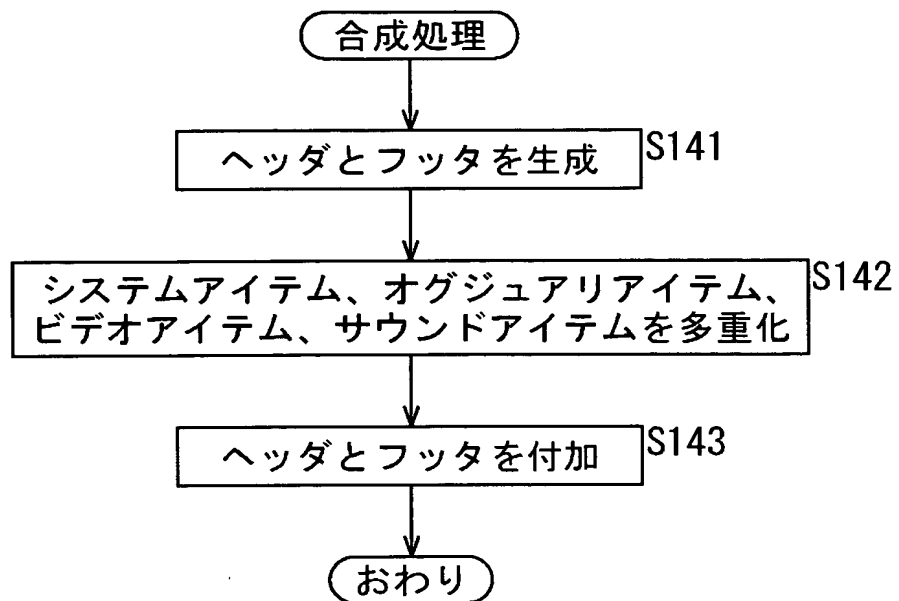 合成処理
ヘッダとフッタを生成
S141
システムアイテム、オグジュアリアイテム、
ビデオアイテム、サウンドアイテムを多重化
S142
ヘッダとフッタを付加
S143
おわり